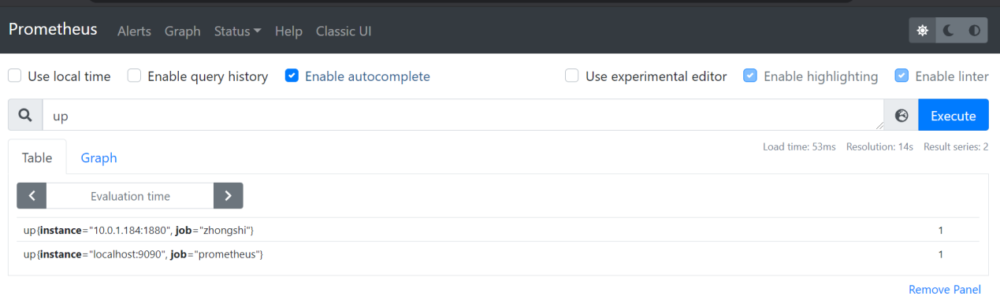 Prometheus Alerts Graph Status Help Classic UI
Use local time Enable query history Enable autocomplete Use experimental editor Enable highlighting Enable linter
up Execute
Load time: 53ms Resolution: 14s Result series: 2
Table Graph
Evaluation time
up{instance="10.0.1.184:1880", job="zhongshi"} 1
up{instance="localhost:9090", job="prometheus"} 1
Remove Panel